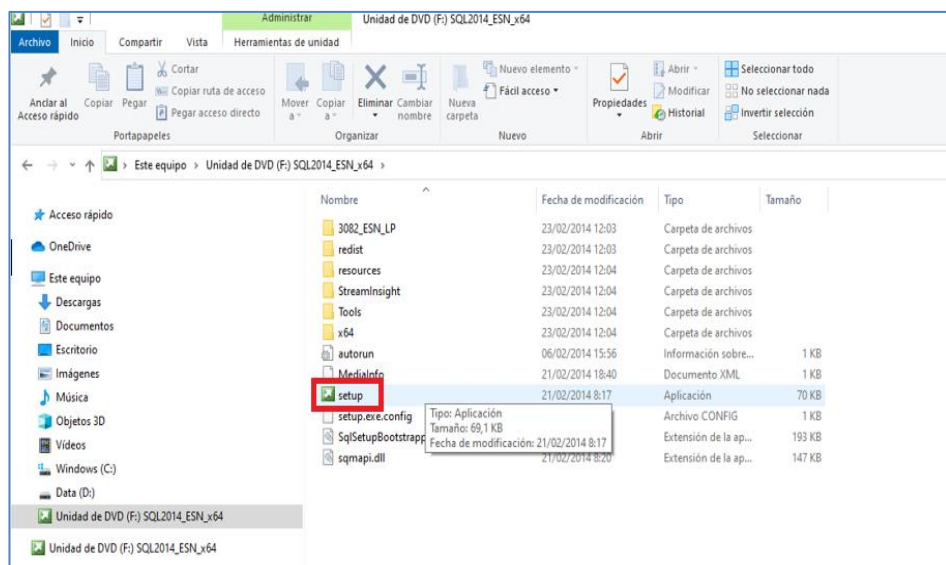 Administrar Unidad de DVD (F:) SQL2014_ESN_x64
Archivo Inicio Compartir Vista Herramientas de unidad
Anclar al Acceso rápido
Copiar
Pegar
Cortar
Copiar ruta de acceso
Pegar acceso directo
Mover a
Copiar a
Eliminar
Cambiar nombre
Nueva carpeta
Nuevo elemento
Fácil acceso
Propiedades
Abrir
Modificar
Historial
Seleccionar todo
No seleccionar nada
Invertir selección
Portapapeles Organizar Nuevo Abrir Seleccionar
Este equipo > Unidad de DVD (F:) SQL2014_ESN_x64 >
Acceso rápido
OneDrive
Este equipo
Descargas
Documentos
Escritorio
Imágenes
Música
Objetos 3D
Vídeos
Windows (C:)
Data (D:)
Unidad de DVD (F:) SQL2014_ESN_x64
Unidad de DVD (F:) SQL2014_ESN_x64
Nombre Fecha de modificación Tipo Tamaño
3082_ESN_LP 23/02/2014 12:03 Carpeta de archivos
redist 23/02/2014 12:03 Carpeta de archivos
resources 23/02/2014 12:04 Carpeta de archivos
StreamInsight 23/02/2014 12:04 Carpeta de archivos
Tools 23/02/2014 12:04 Carpeta de archivos
x64 23/02/2014 12:04 Carpeta de archivos
autorun 06/02/2014 15:56 Información sobre... 1 KB
MediaInfo 21/02/2014 18:40 Documento XML 1 KB
setup 21/02/2014 8:17 Aplicación 70 KB
setup.exe.config Archivo CONFIG 1 KB
SqlSetupBootstrapp Extensión de la ap... 193 KB
sqmapi.dll 21/02/2014 8:20 Extensión de la ap... 147 KB
Tipo: Aplicación
Tamaño: 69,1 KB
Fecha de modificación: 21/02/2014 8:17